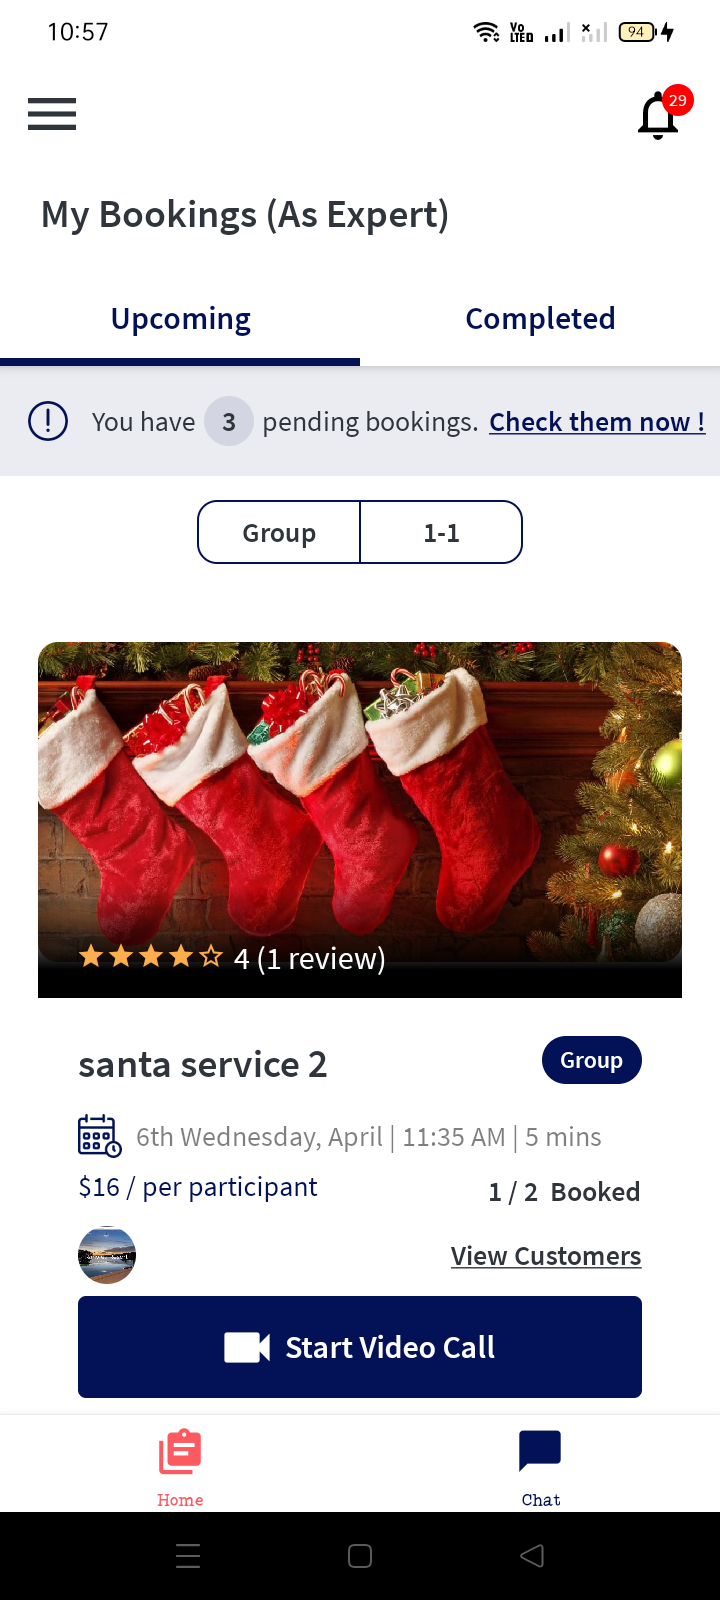 10:57
Vo
LTED
94
29
My Bookings (As Expert)
Upcoming
Completed
You have 3 pending bookings. Check them now !
Group
1-1
4 (1 review)
santa service 2
Group
6th Wednesday, April | 11:35 AM | 5 mins
$16 / per participant
1 / 2 Booked
View Customers
Start Video Call
Home
Chat